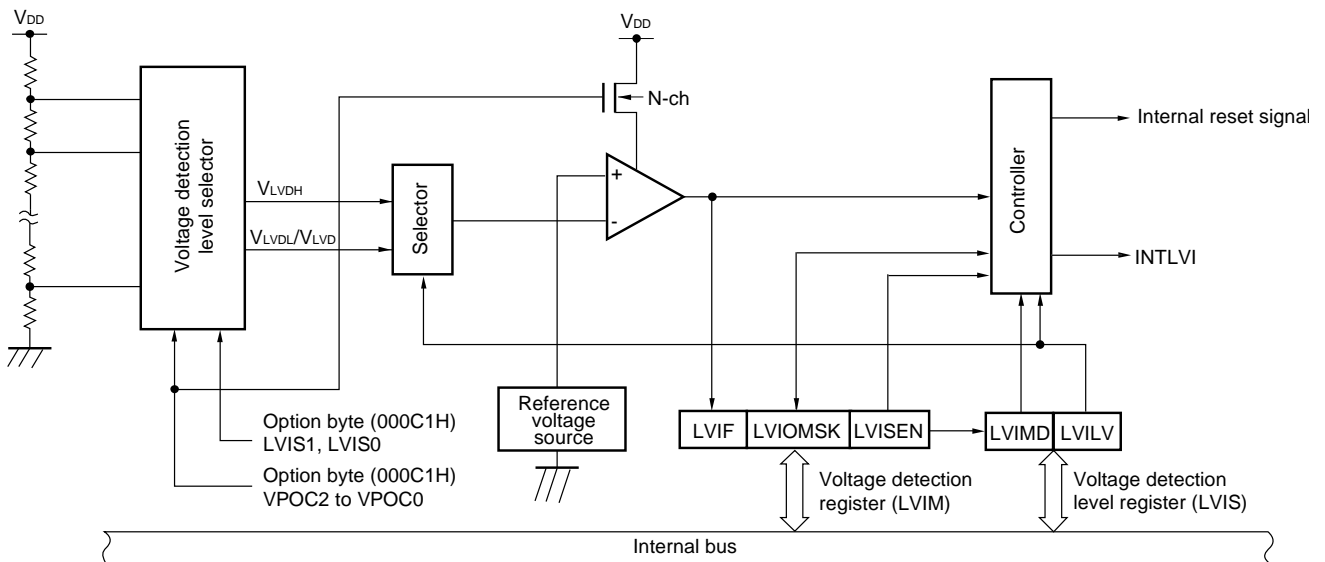 VDD
VDD
N-ch
Voltage detection
level selector
VLVDH
VLVDL/VLVD
Selector
+
-
Controller
Internal reset signal
INTLVI
Reference
voltage
source
Option byte (000C1H)
LVIS1, LVIS0
Option byte (000C1H)
VPOC2 to VPOC0
LVIF
LVIOMSK
LVISEN
LVIMD
LVILV
Voltage detection
register (LVIM)
Voltage detection
level register (LVIS)
Internal bus